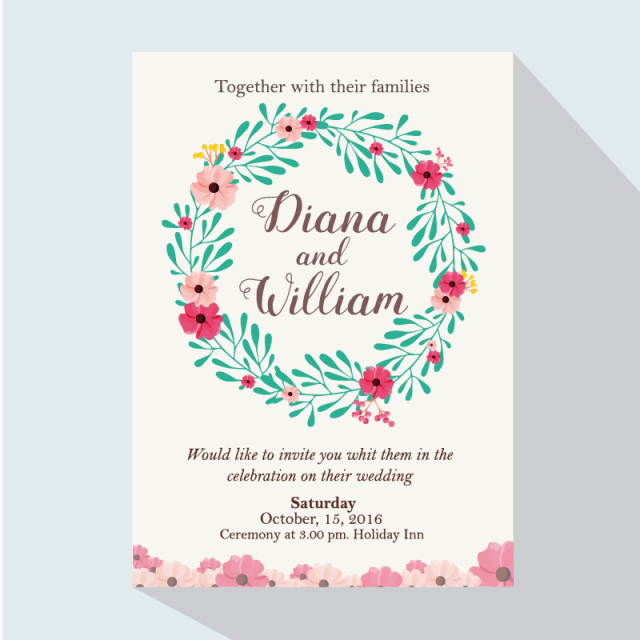 Together with their families
Diana
and
William
Would like to invite you whit them in the
celebration on their wedding
Saturday
October, 15, 2016
Ceremony at 3.00 pm. Holiday Inn